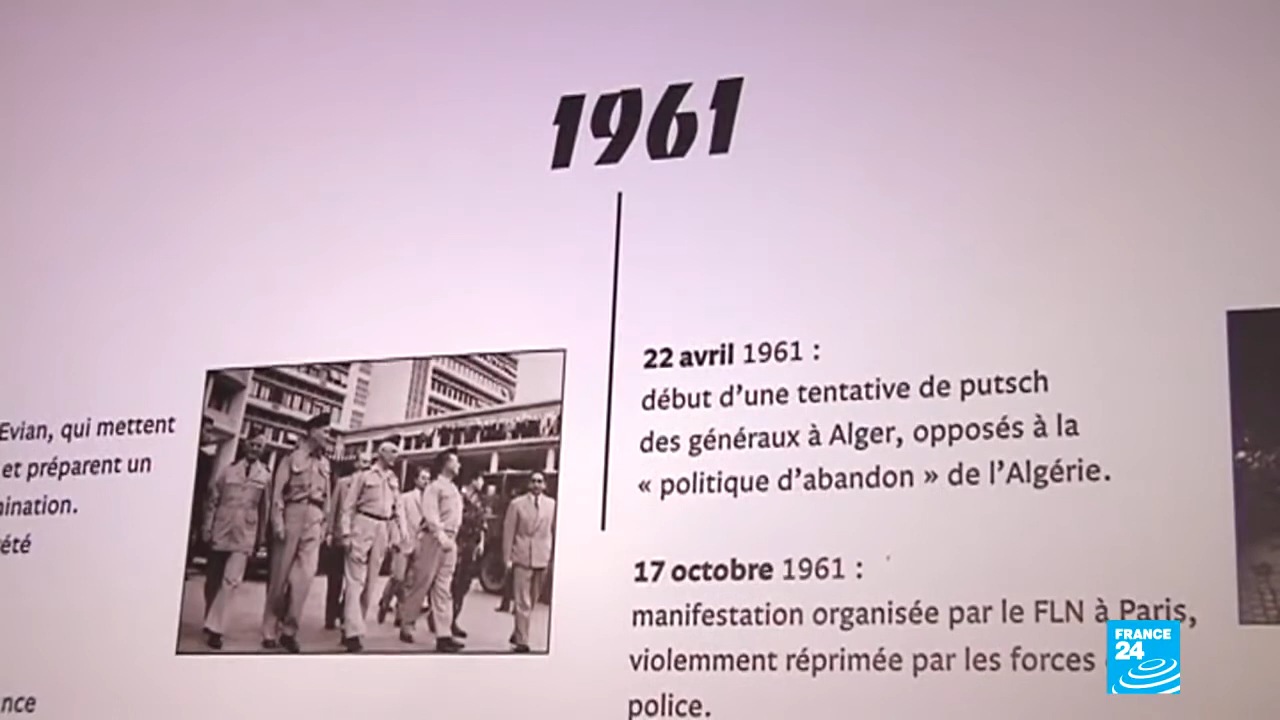 1961
Evian, qui mettent
et préparent un
mination.
été
nce
22 avril 1961 :
début d'une tentative de putsch
des généraux à Alger, opposés à la
« politique d'abandon » de l'Algérie.
17 octobre 1961 :
manifestation organisée par le FLN à Paris,
violemment réprimée par les forces
police.
FRANCE
24